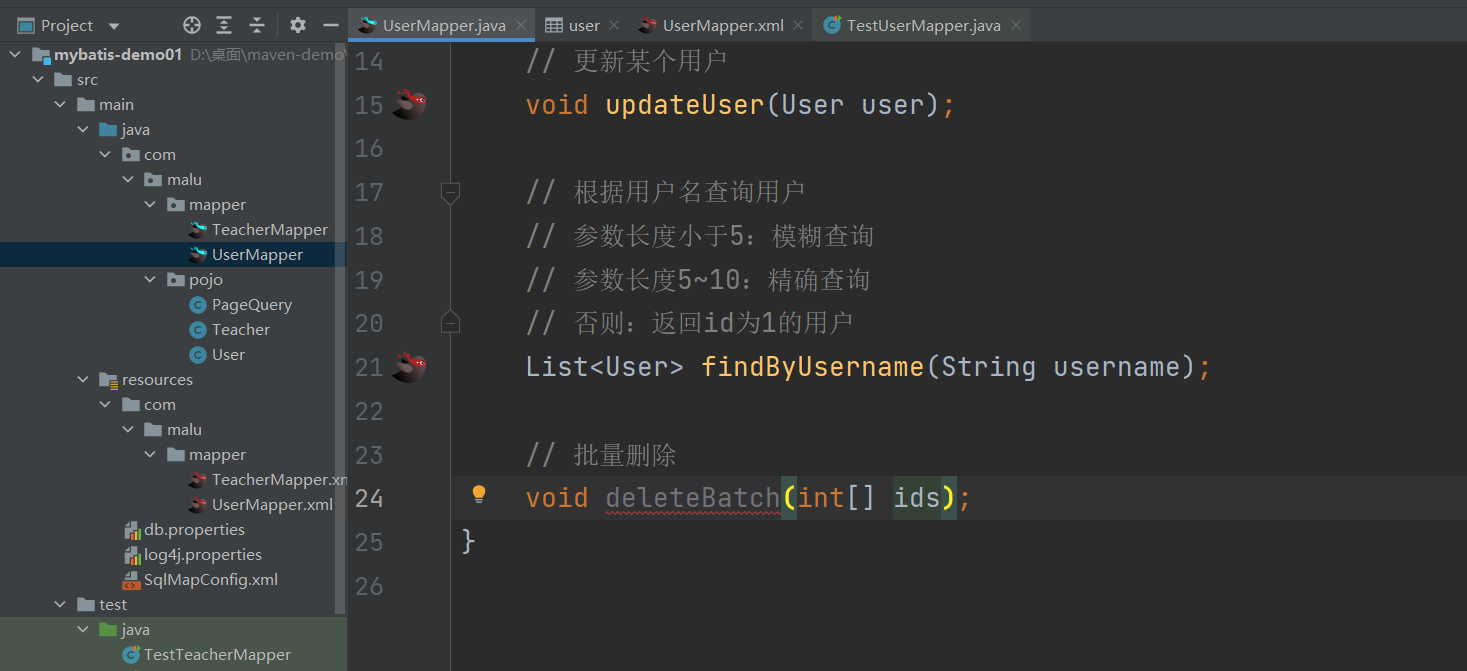 Project
UserMapper.java
user
UserMapper.xml
TestUserMapper.java
mybatis-demo01 D:\桌面\maven-demo
src
main
java
com
malu
mapper
TeacherMapper
UserMapper
pojo
PageQuery
Teacher
User
resources
com
malu
mapper
TeacherMapper.xm
UserMapper.xml
db.properties
log4j.properties
SqlMapConfig.xml
test
java
TestTeacherMapper
14 // 更新某个用户
15 void updateUser(User user);
16
17 // 根据用户名查询用户
18 // 参数长度小于5：模糊查询
19 // 参数长度5~10：精确查询
20 // 否则：返回id为1的用户
21 List<User> findByUsername(String username);
22
23 // 批量删除
24 void deleteBatch(int[] ids);
25 }
26